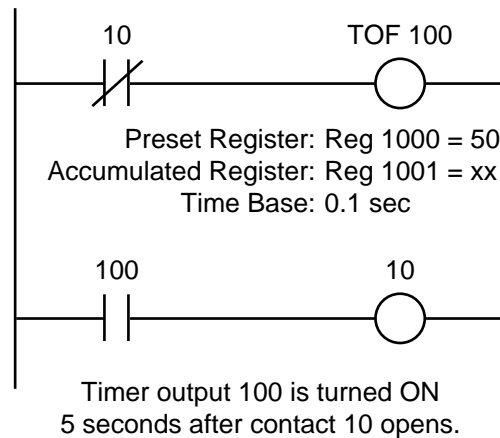 10 TOF 100
Preset Register: Reg 1000 = 50
Accumulated Register: Reg 1001 = xx
Time Base: 0.1 sec
100 10
Timer output 100 is turned ON
5 seconds after contact 10 opens.